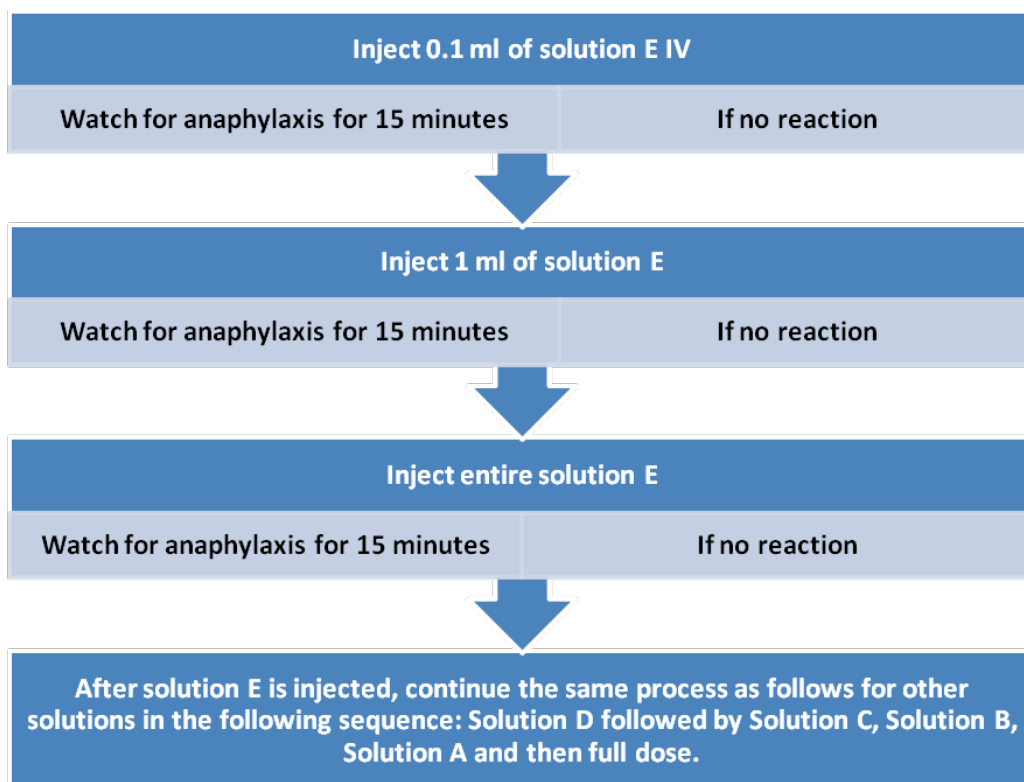 Inject 0.1 ml of solution E IV
Watch for anaphylaxis for 15 minutes
If no reaction
Inject 1 ml of solution E
Watch for anaphylaxis for 15 minutes
If no reaction
Inject entire solution E
Watch for anaphylaxis for 15 minutes
If no reaction
After solution E is injected, continue the same process as follows for other
solutions in the following sequence: Solution D followed by Solution C, Solution B,
Solution A and then full dose.